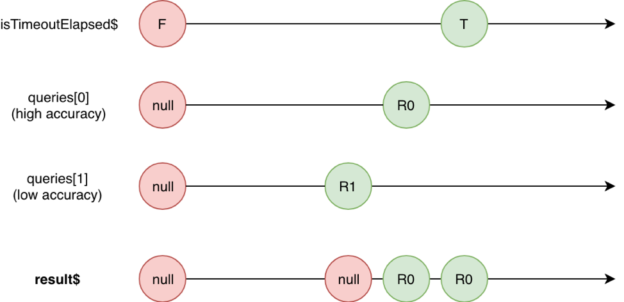 isTimeoutElapsed$
F
T
queries[0]
(high accuracy)
null
R0
queries[1]
(low accuracy)
null
R1
result$
null
null
R0
R0